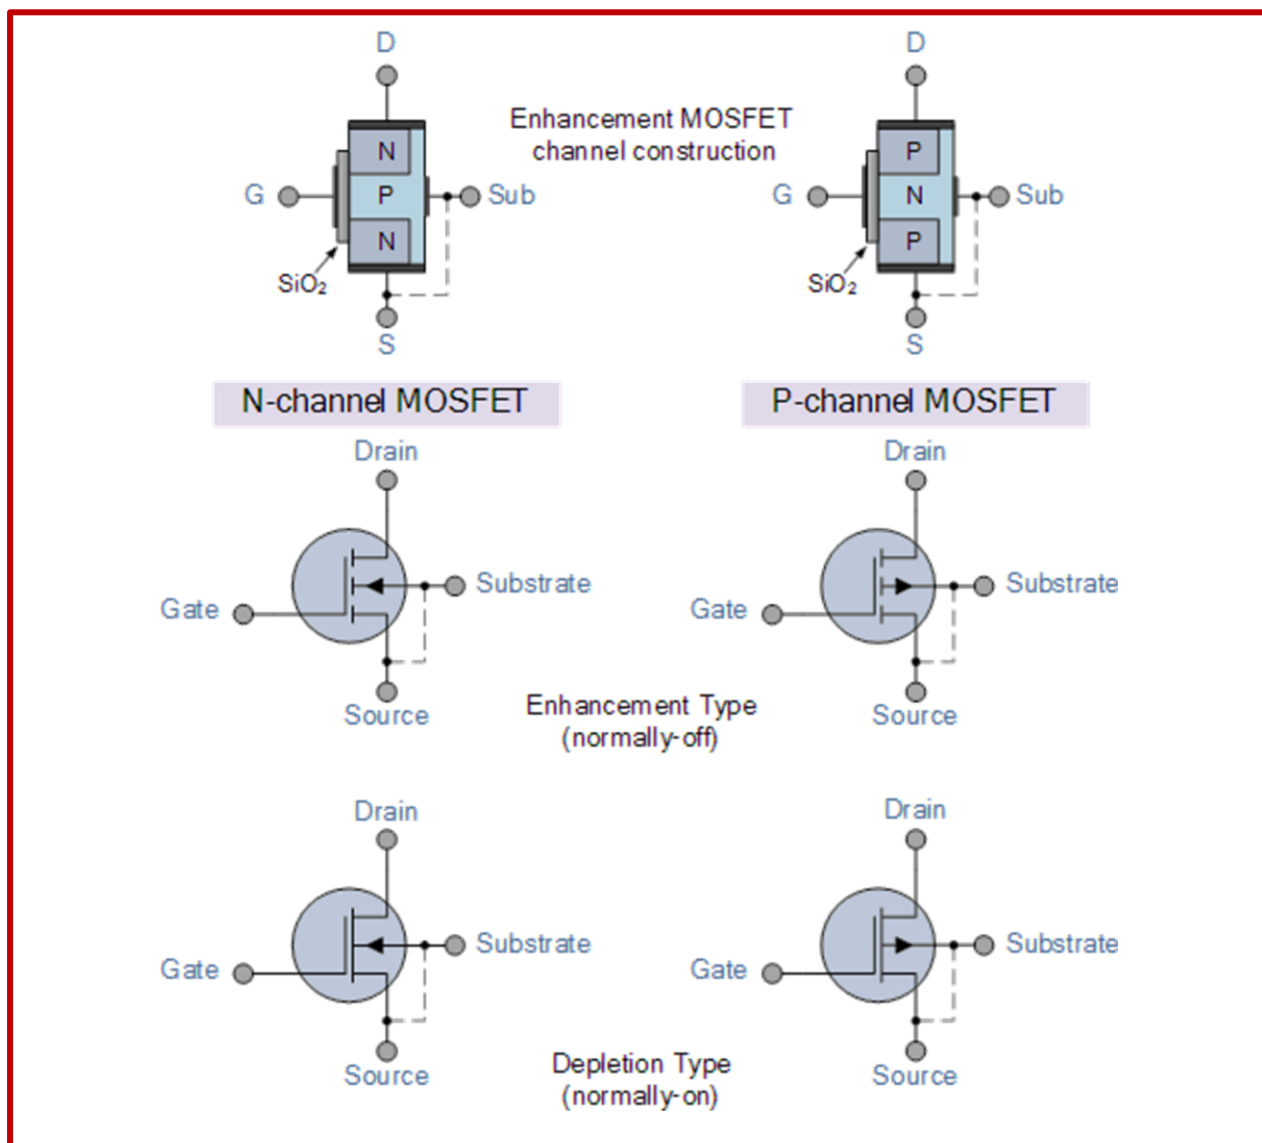 D
D
Enhancement MOSFET
channel construction
N
P
N
G
Sub
SiO₂
S
P
N
P
G
Sub
SiO₂
S
N-channel MOSFET
P-channel MOSFET
Drain
Drain
Gate
Substrate
Gate
Substrate
Source
Enhancement Type
(normally-off)
Source
Drain
Drain
Gate
Substrate
Gate
Substrate
Source
Depletion Type
(normally-on)
Source